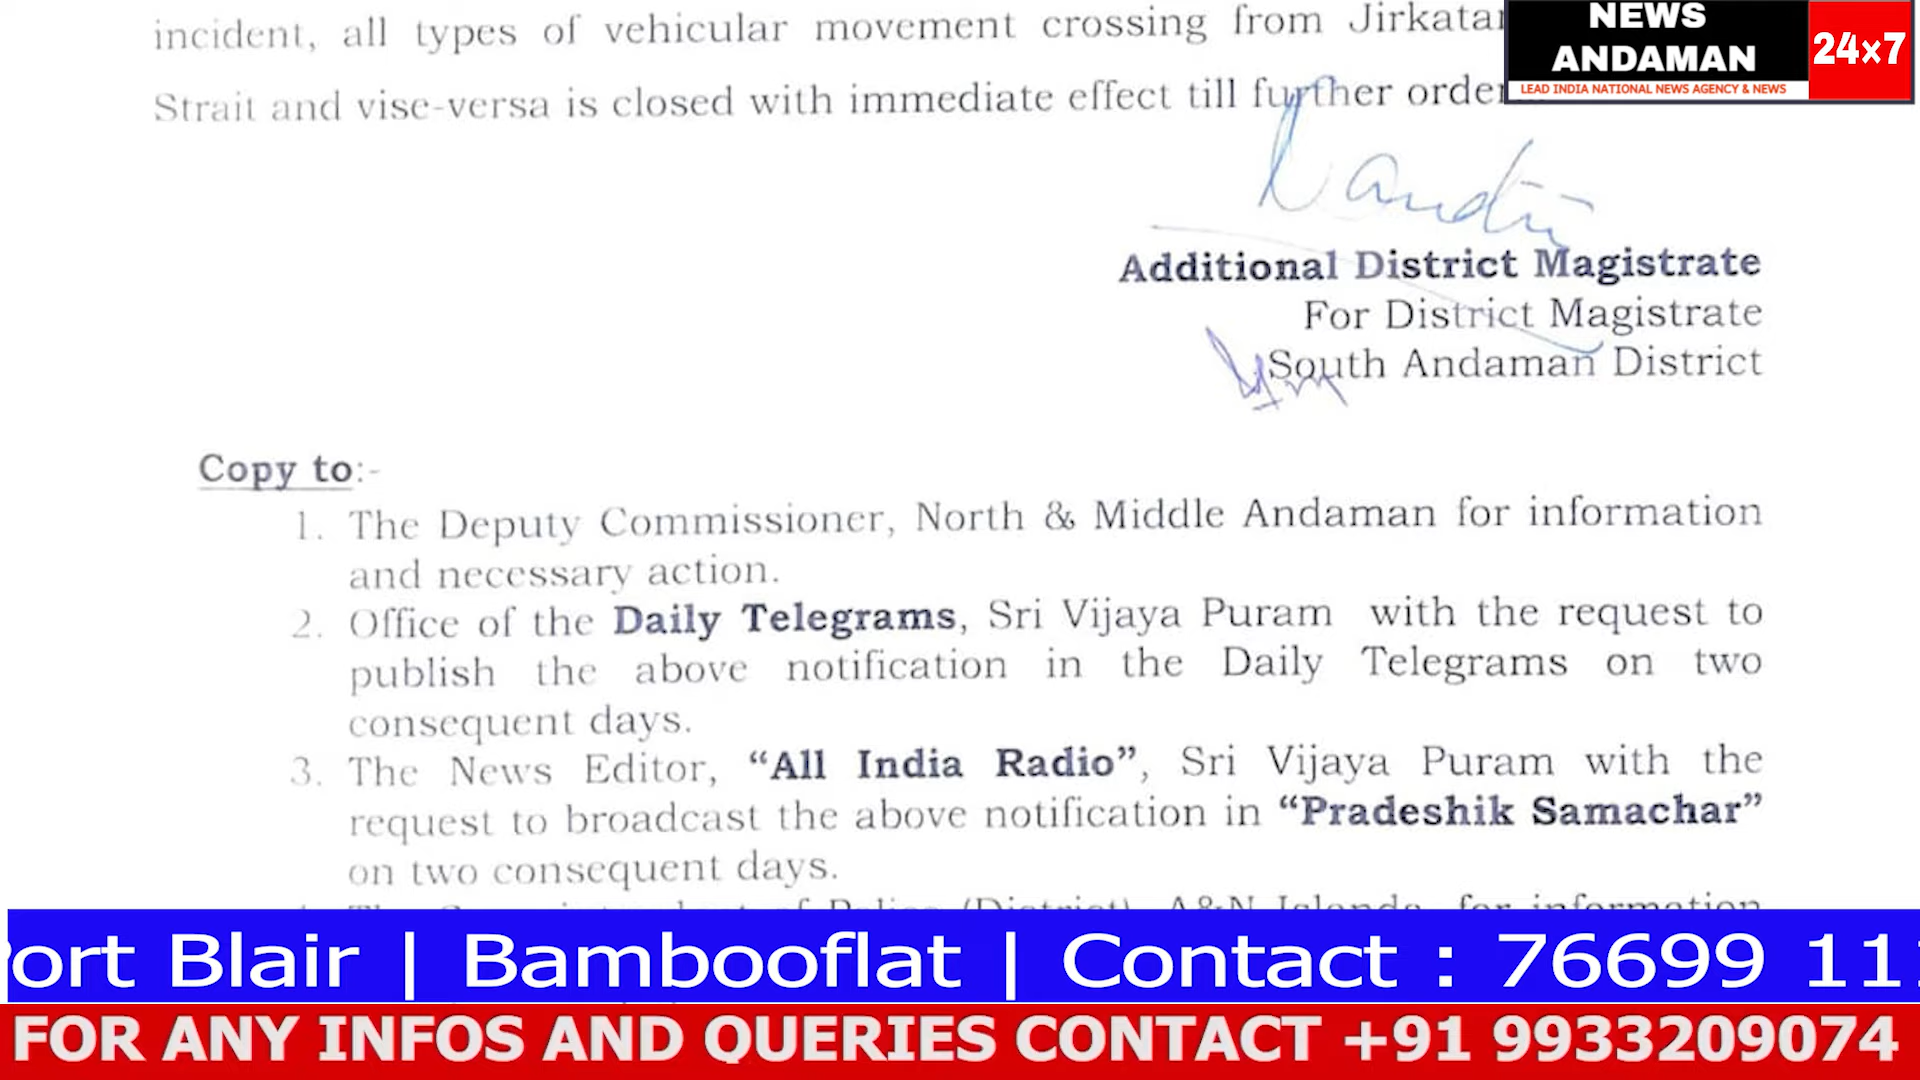 incident, all types of vehicular movement crossing from
Strait and vise-versa is closed with immediate effect till further
NEWS
ANDAMAN
24x7
LEAD INDIA NATIONAL NEWS AGENCY & NEWS
Additional District Magistrate
For District Magistrate
South Andaman District
Copy to:-
1. The Deputy Commissioner, North & Middle Andaman for information
and necessary action.
2. Office of the Daily Telegrams, Sri Vijaya Puram with the request to
publish the above notification in the Daily Telegrams on two
consequent days.
3. The News Editor, “All India Radio”, Sri Vijaya Puram with the
request to broadcast the above notification in “Pradeshik Samachar”
on two consequent days.
Port Blair | Bambooflat | Contact : 76699 11
FOR ANY INFOS AND QUERIES CONTACT +91 9933209074